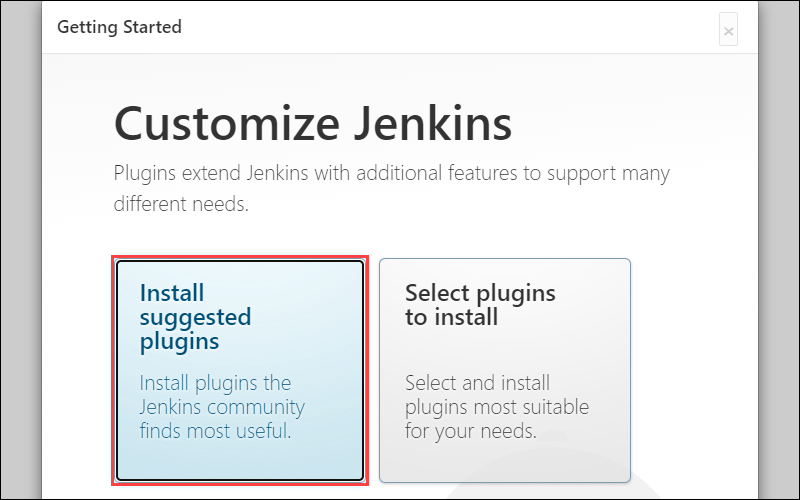 Getting Started
×
Customize Jenkins
Plugins extend Jenkins with additional features to support many
different needs.
Install
suggested
plugins
Install plugins the
Jenkins community
finds most useful.
Select plugins
to install
Select and install
plugins most suitable
for your needs.